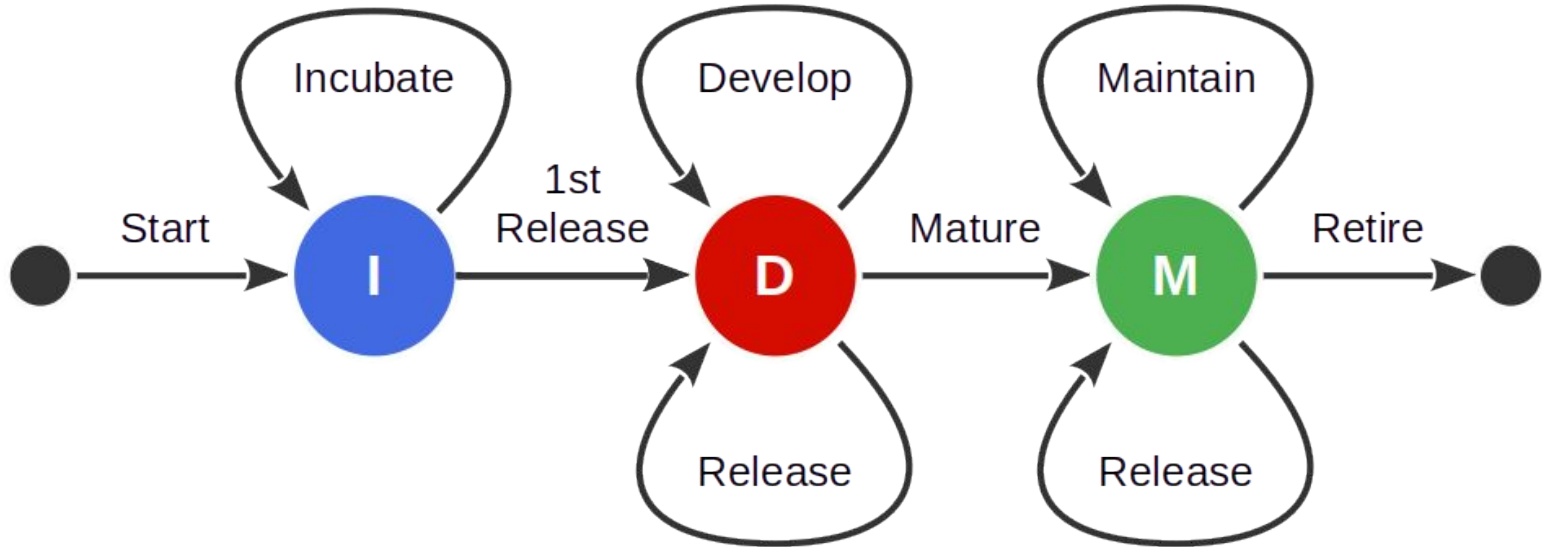 Incubate
Develop
Maintain
Start
1st
Release
Mature
Retire
I
D
M
Release
Release